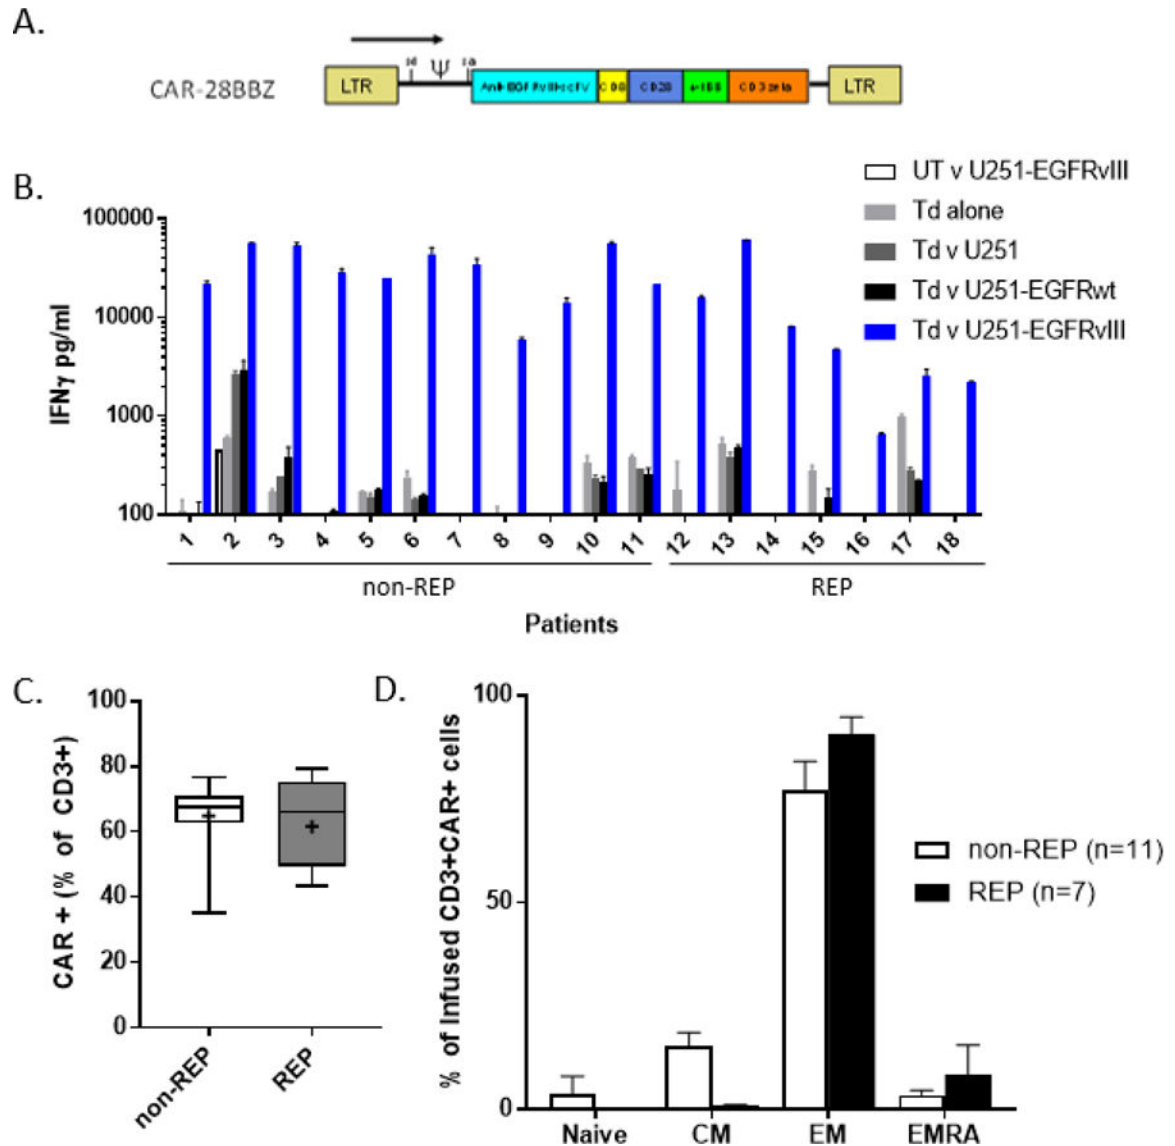 A.
CAR-28BBZ
LTR
sd
Ψ
sa
CD8
CD28
CD3 zeta
LTR
B.
UT v U251-EGFRvIII
Td alone
Td v U251
Td v U251-EGFRwt
Td v U251-EGFRvIII
IFNγ pg/ml
100000
10000
1000
100
1 2 3 4 5 6 7 8 9 10 11 12 13 14 15 16 17 18
non-REP REP
Patients
C.
CAR + (% of CD3+)
100
80
60
40
20
0
non-REP REP
D.
% of Infused CD3+CAR+ cells
100
50
0
non-REP (n=11)
REP (n=7)
Naive CM EM EMRA